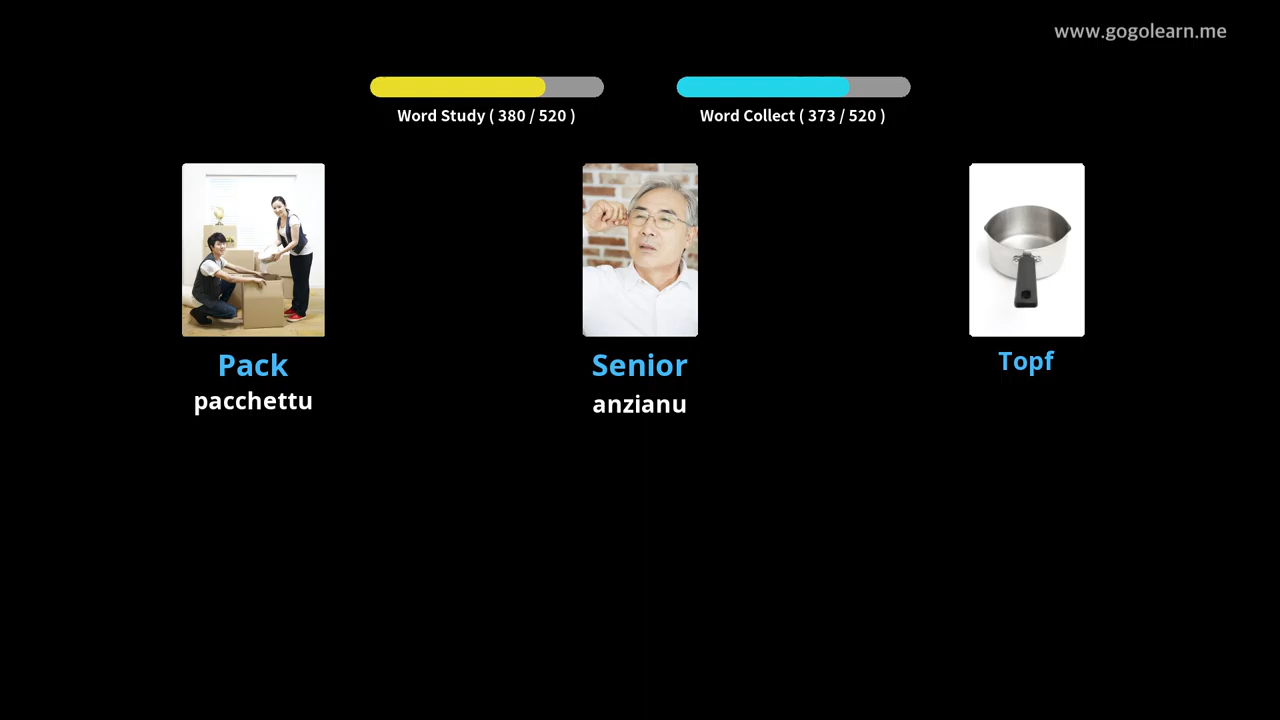 www.gogolearn.me
Word Study ( 380 / 520 )
Word Collect ( 373 / 520 )
Pack
pacchettu
Senior
anzianu
Topf